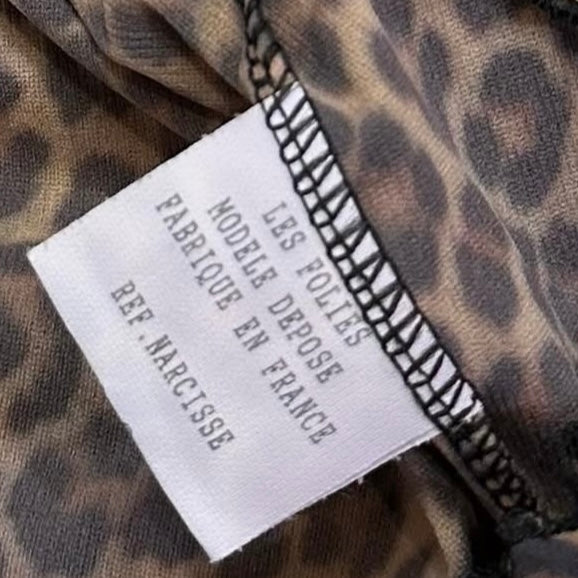 LES FOLIES
MODELE DEPOSE
FABRIQUE EN FRANCE
REF.NARCISSE